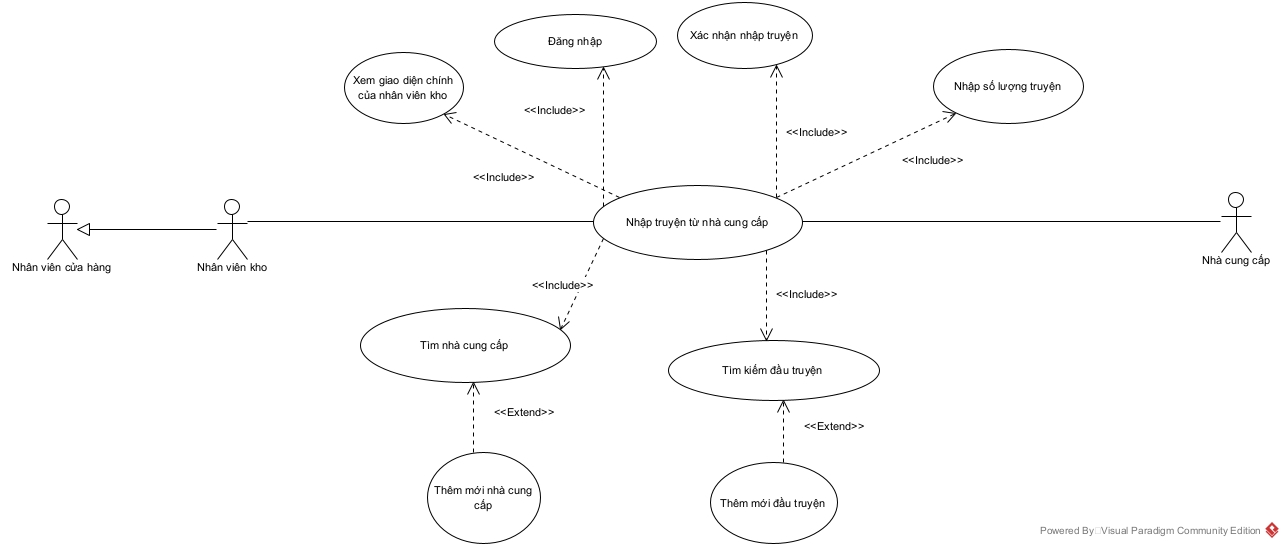 Xác nhận nhập truyện
Đăng nhập
Xem giao diện chính
của nhân viên kho
Nhập số lượng truyện
<<Include>>
<<Include>>
<<Include>>
<<Include>>
Nhập truyện từ nhà cung cấp
Nhân viên cửa hàng
Nhân viên kho
Nhà cung cấp
<<Include>>
<<Include>>
Tìm nhà cung cấp
Tìm kiếm đầu truyện
<<Extend>>
<<Extend>>
Thêm mới nhà cung
cấp
Thêm mới đầu truyện
Powered By Visual Paradigm Community Edition